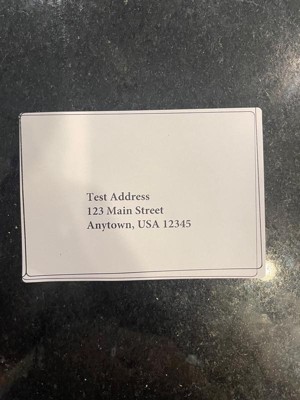 Test Address
123 Main Street
Anytown, USA 12345